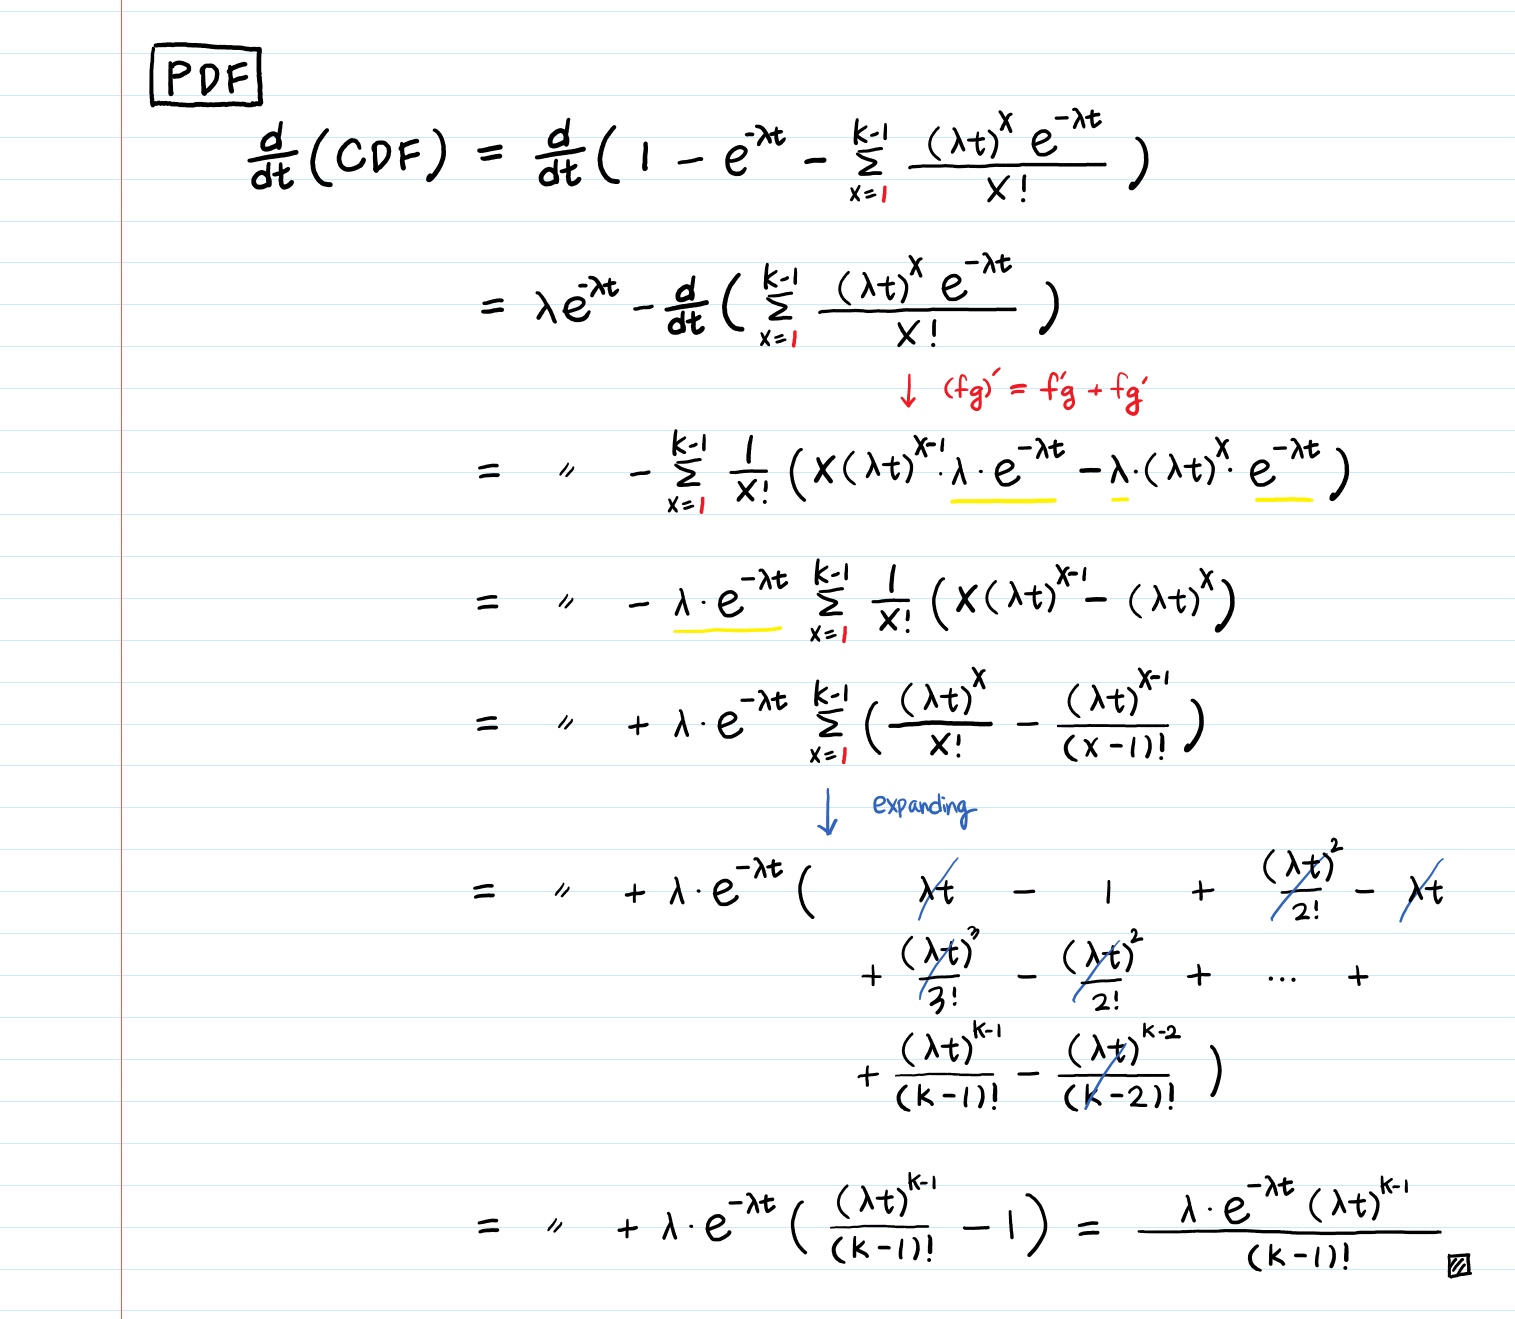 PDF
d/dt (CDF) = d/dt ( 1 - e^{-λt} - Σ_{x=1}^{k-1} (λt)^x e^{-λt} / x! )
= λe^{-λt} - d/dt ( Σ_{x=1}^{k-1} (λt)^x e^{-λt} / x! )
↓ (fg)' = f'g + fg'
= 〃 - Σ_{x=1}^{k-1} 1/x! ( x(λt)^{x-1} · λ · e^{-λt} - λ · (λt)^x · e^{-λt} )
= 〃 - λ · e^{-λt} Σ_{x=1}^{k-1} 1/x! ( x(λt)^{x-1} - (λt)^x )
= 〃 + λ · e^{-λt} Σ_{x=1}^{k-1} ( (λt)^x / x! - (λt)^{x-1} / (x-1)! )
↓ expanding
= 〃 + λ · e^{-λt} ( λt - 1 + (λt)^2 / 2! - λt
+ (λt)^3 / 3! - (λt)^2 / 2! + ... +
+ (λt)^{k-1} / (k-1)! - (λt)^{k-2} / (k-2)! )
= 〃 + λ · e^{-λt} ( (λt)^{k-1} / (k-1)! - 1 ) = λ · e^{-λt} (λt)^{k-1} / (k-1)!